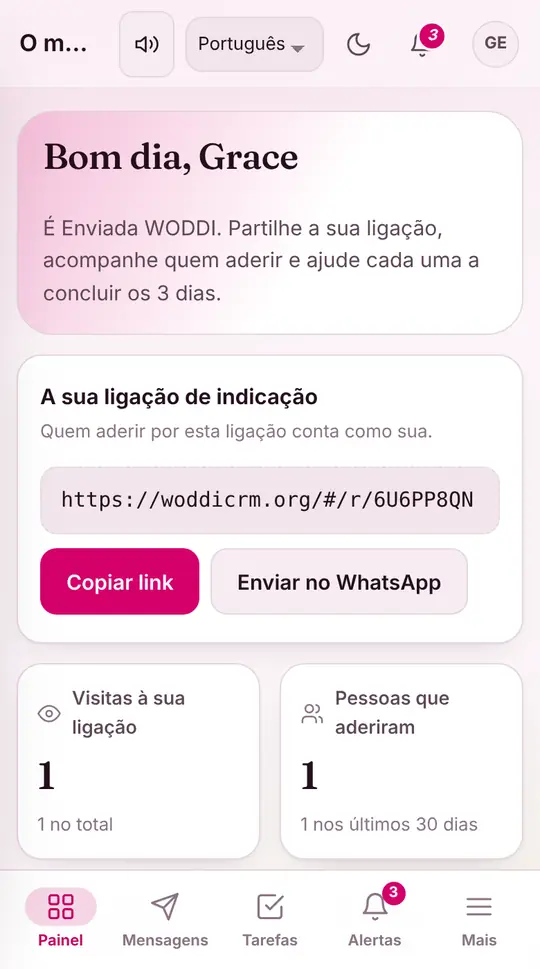 O m...
Português
3
GE
Bom dia, Grace
É Enviada WODDI. Partilhe a sua ligação,
acompanhe quem aderir e ajude cada uma a
concluir os 3 dias.
A sua ligação de indicação
Quem aderir por esta ligação conta como sua.
https://woddicrm.org/#/r/6U6PP8QN
Copiar link
Enviar no WhatsApp
Visitas à sua
ligação
1
1 no total
Pessoas que
aderiram
1
1 nos últimos 30 dias
Painel
Mensagens
Tarefas
3
Alertas
Mais